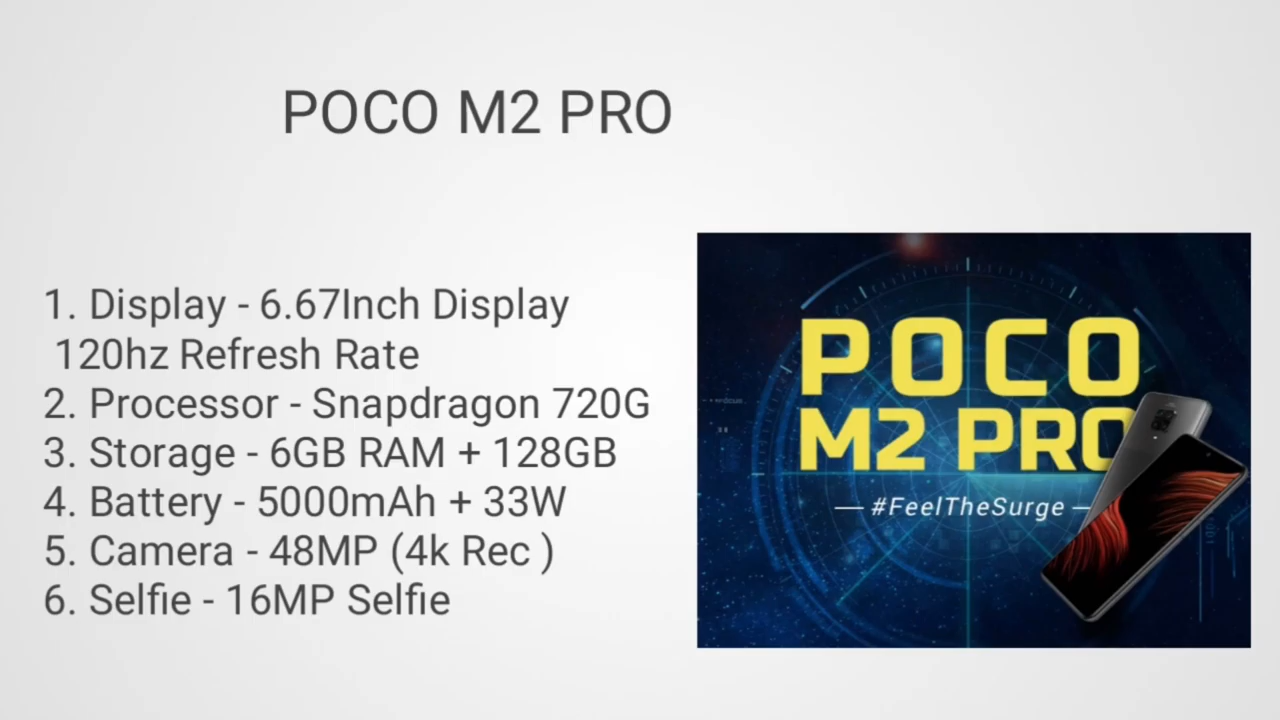 POCO M2 PRO
1. Display - 6.67Inch Display
120hz Refresh Rate
2. Processor - Snapdragon 720G
3. Storage - 6GB RAM + 128GB
4. Battery - 5000mAh + 33W
5. Camera - 48MP (4k Rec )
6. Selfie - 16MP Selfie
POCO
M2 PRO
#FeelTheSurge